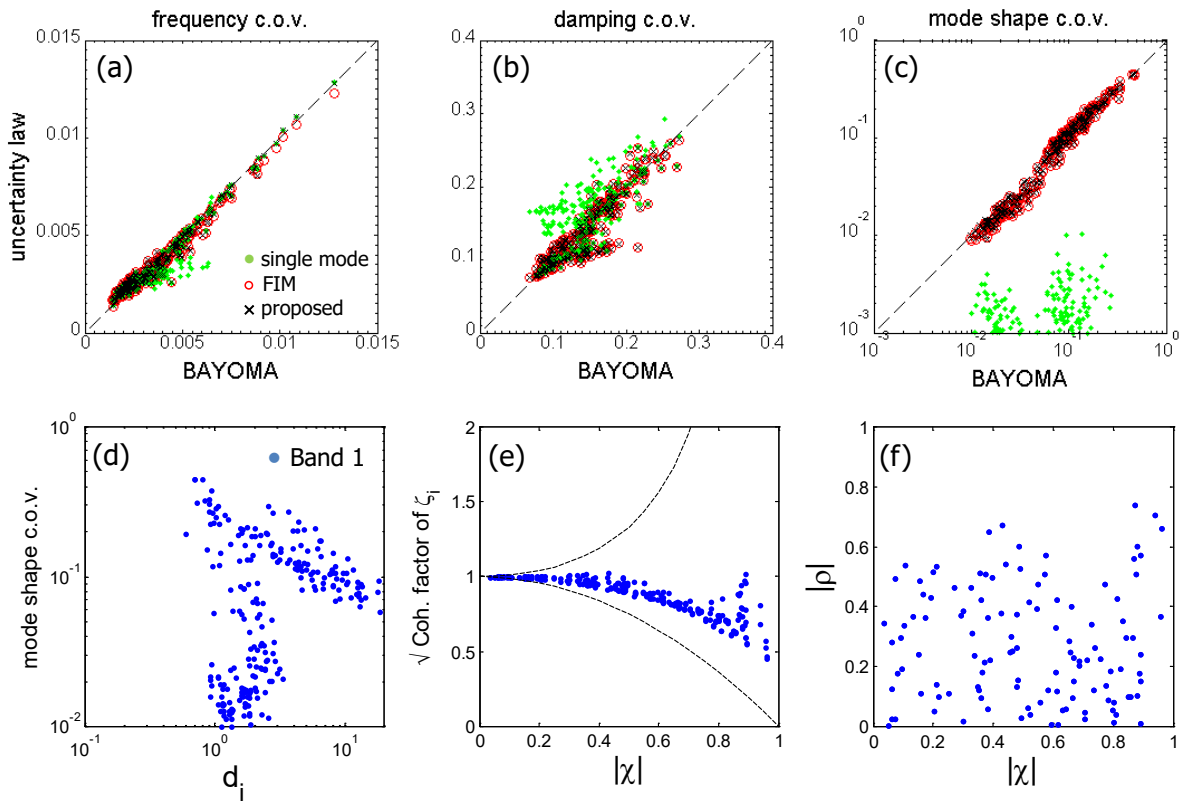 frequency c.o.v.
damping c.o.v.
mode shape c.o.v.
(a)
(b)
(c)
uncertainty law
0.015
0.01
0.005
0
0
0.005
0.01
0.015
single mode
FIM
proposed
BAYOMA
0.4
0.3
0.2
0.1
0
0
0.1
0.2
0.3
0.4
BAYOMA
10^0
10^-1
10^-2
10^-3
10^-3
10^-2
10^-1
10^0
BAYOMA
(d)
Band 1
mode shape c.o.v.
10^0
10^-1
10^-2
10^-1
10^0
10^1
d_i
(e)
√ Coh. factor of ζ_i
2
1.5
1
0.5
0
0
0.2
0.4
0.6
0.8
1
|χ|
(f)
|ρ|
1
0.8
0.6
0.4
0.2
0
0
0.2
0.4
0.6
0.8
1
|χ|